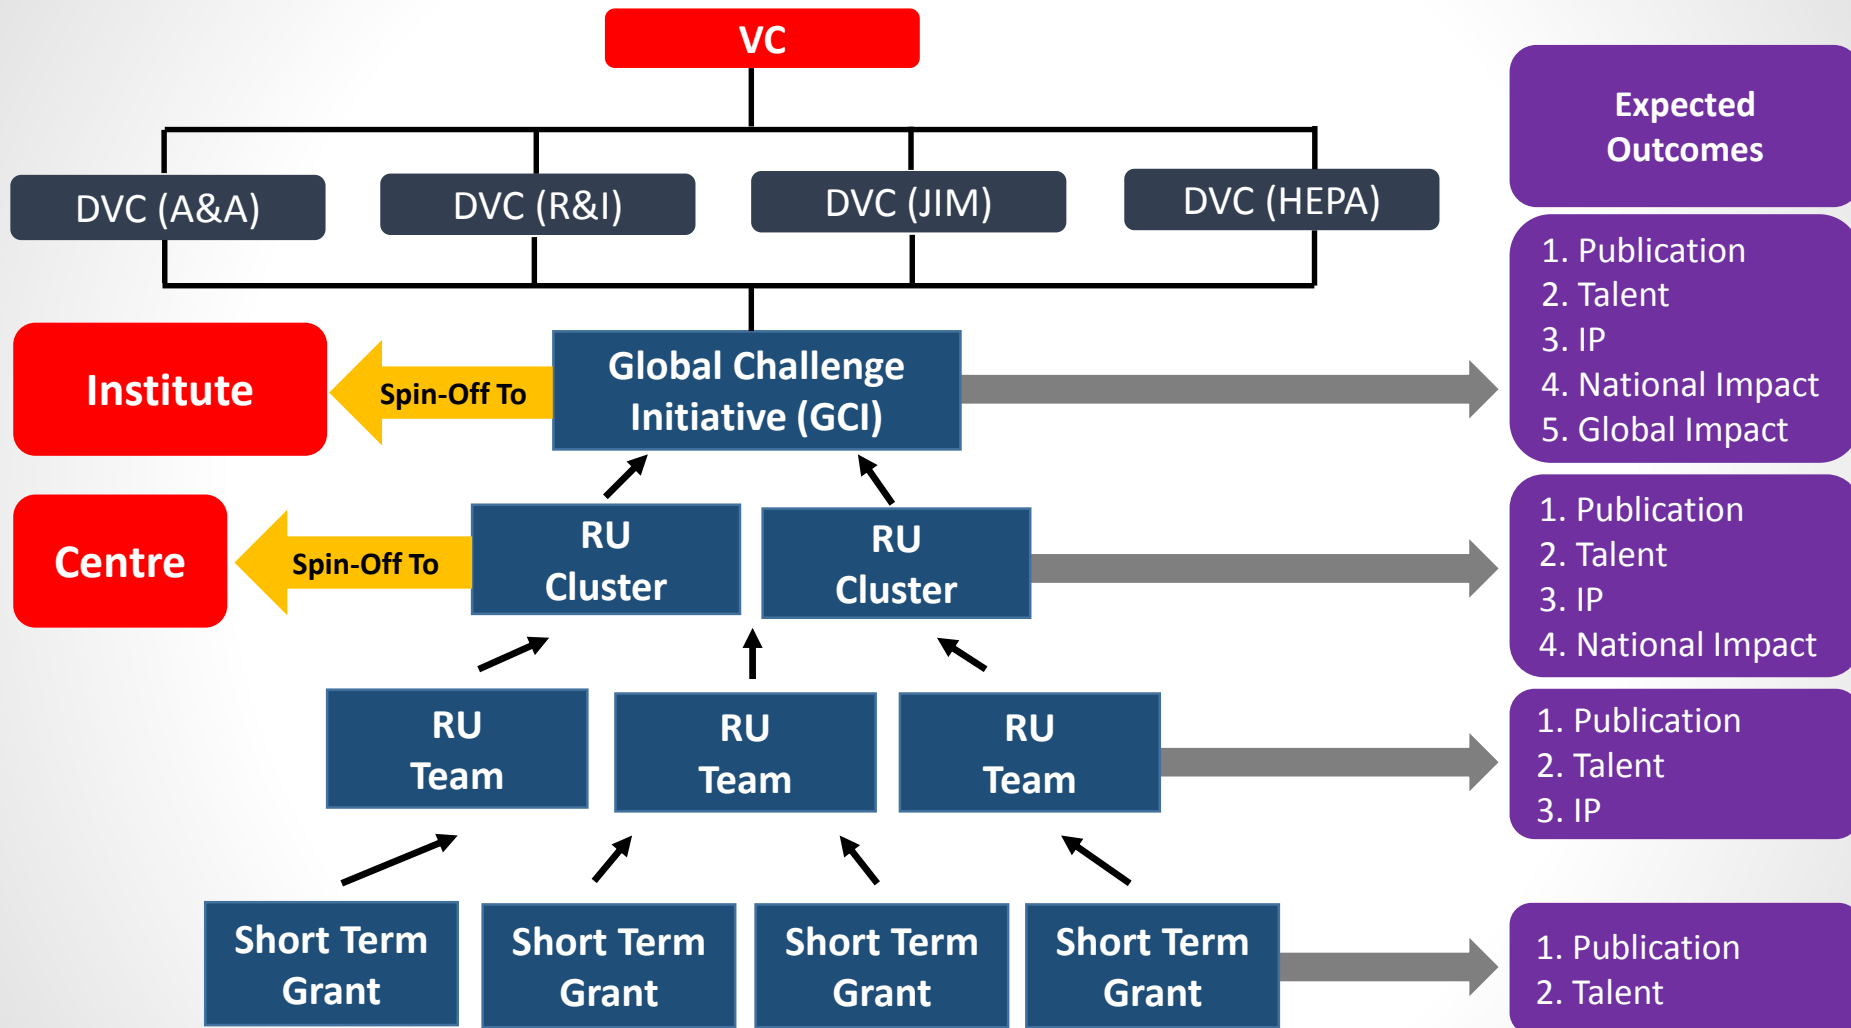 VC
Expected
Outcomes
DVC (A&A)
DVC (R&I)
DVC (JIM)
DVC (HEPA)
1. Publication
2. Talent
3. IP
4. National Impact
5. Global Impact
Institute
Spin-Off To
Global Challenge
Initiative (GCI)
Centre
Spin-Off To
RU
Cluster
RU
Cluster
1. Publication
2. Talent
3. IP
4. National Impact
RU
Team
RU
Team
RU
Team
1. Publication
2. Talent
3. IP
Short Term
Grant
Short Term
Grant
Short Term
Grant
Short Term
Grant
1. Publication
2. Talent